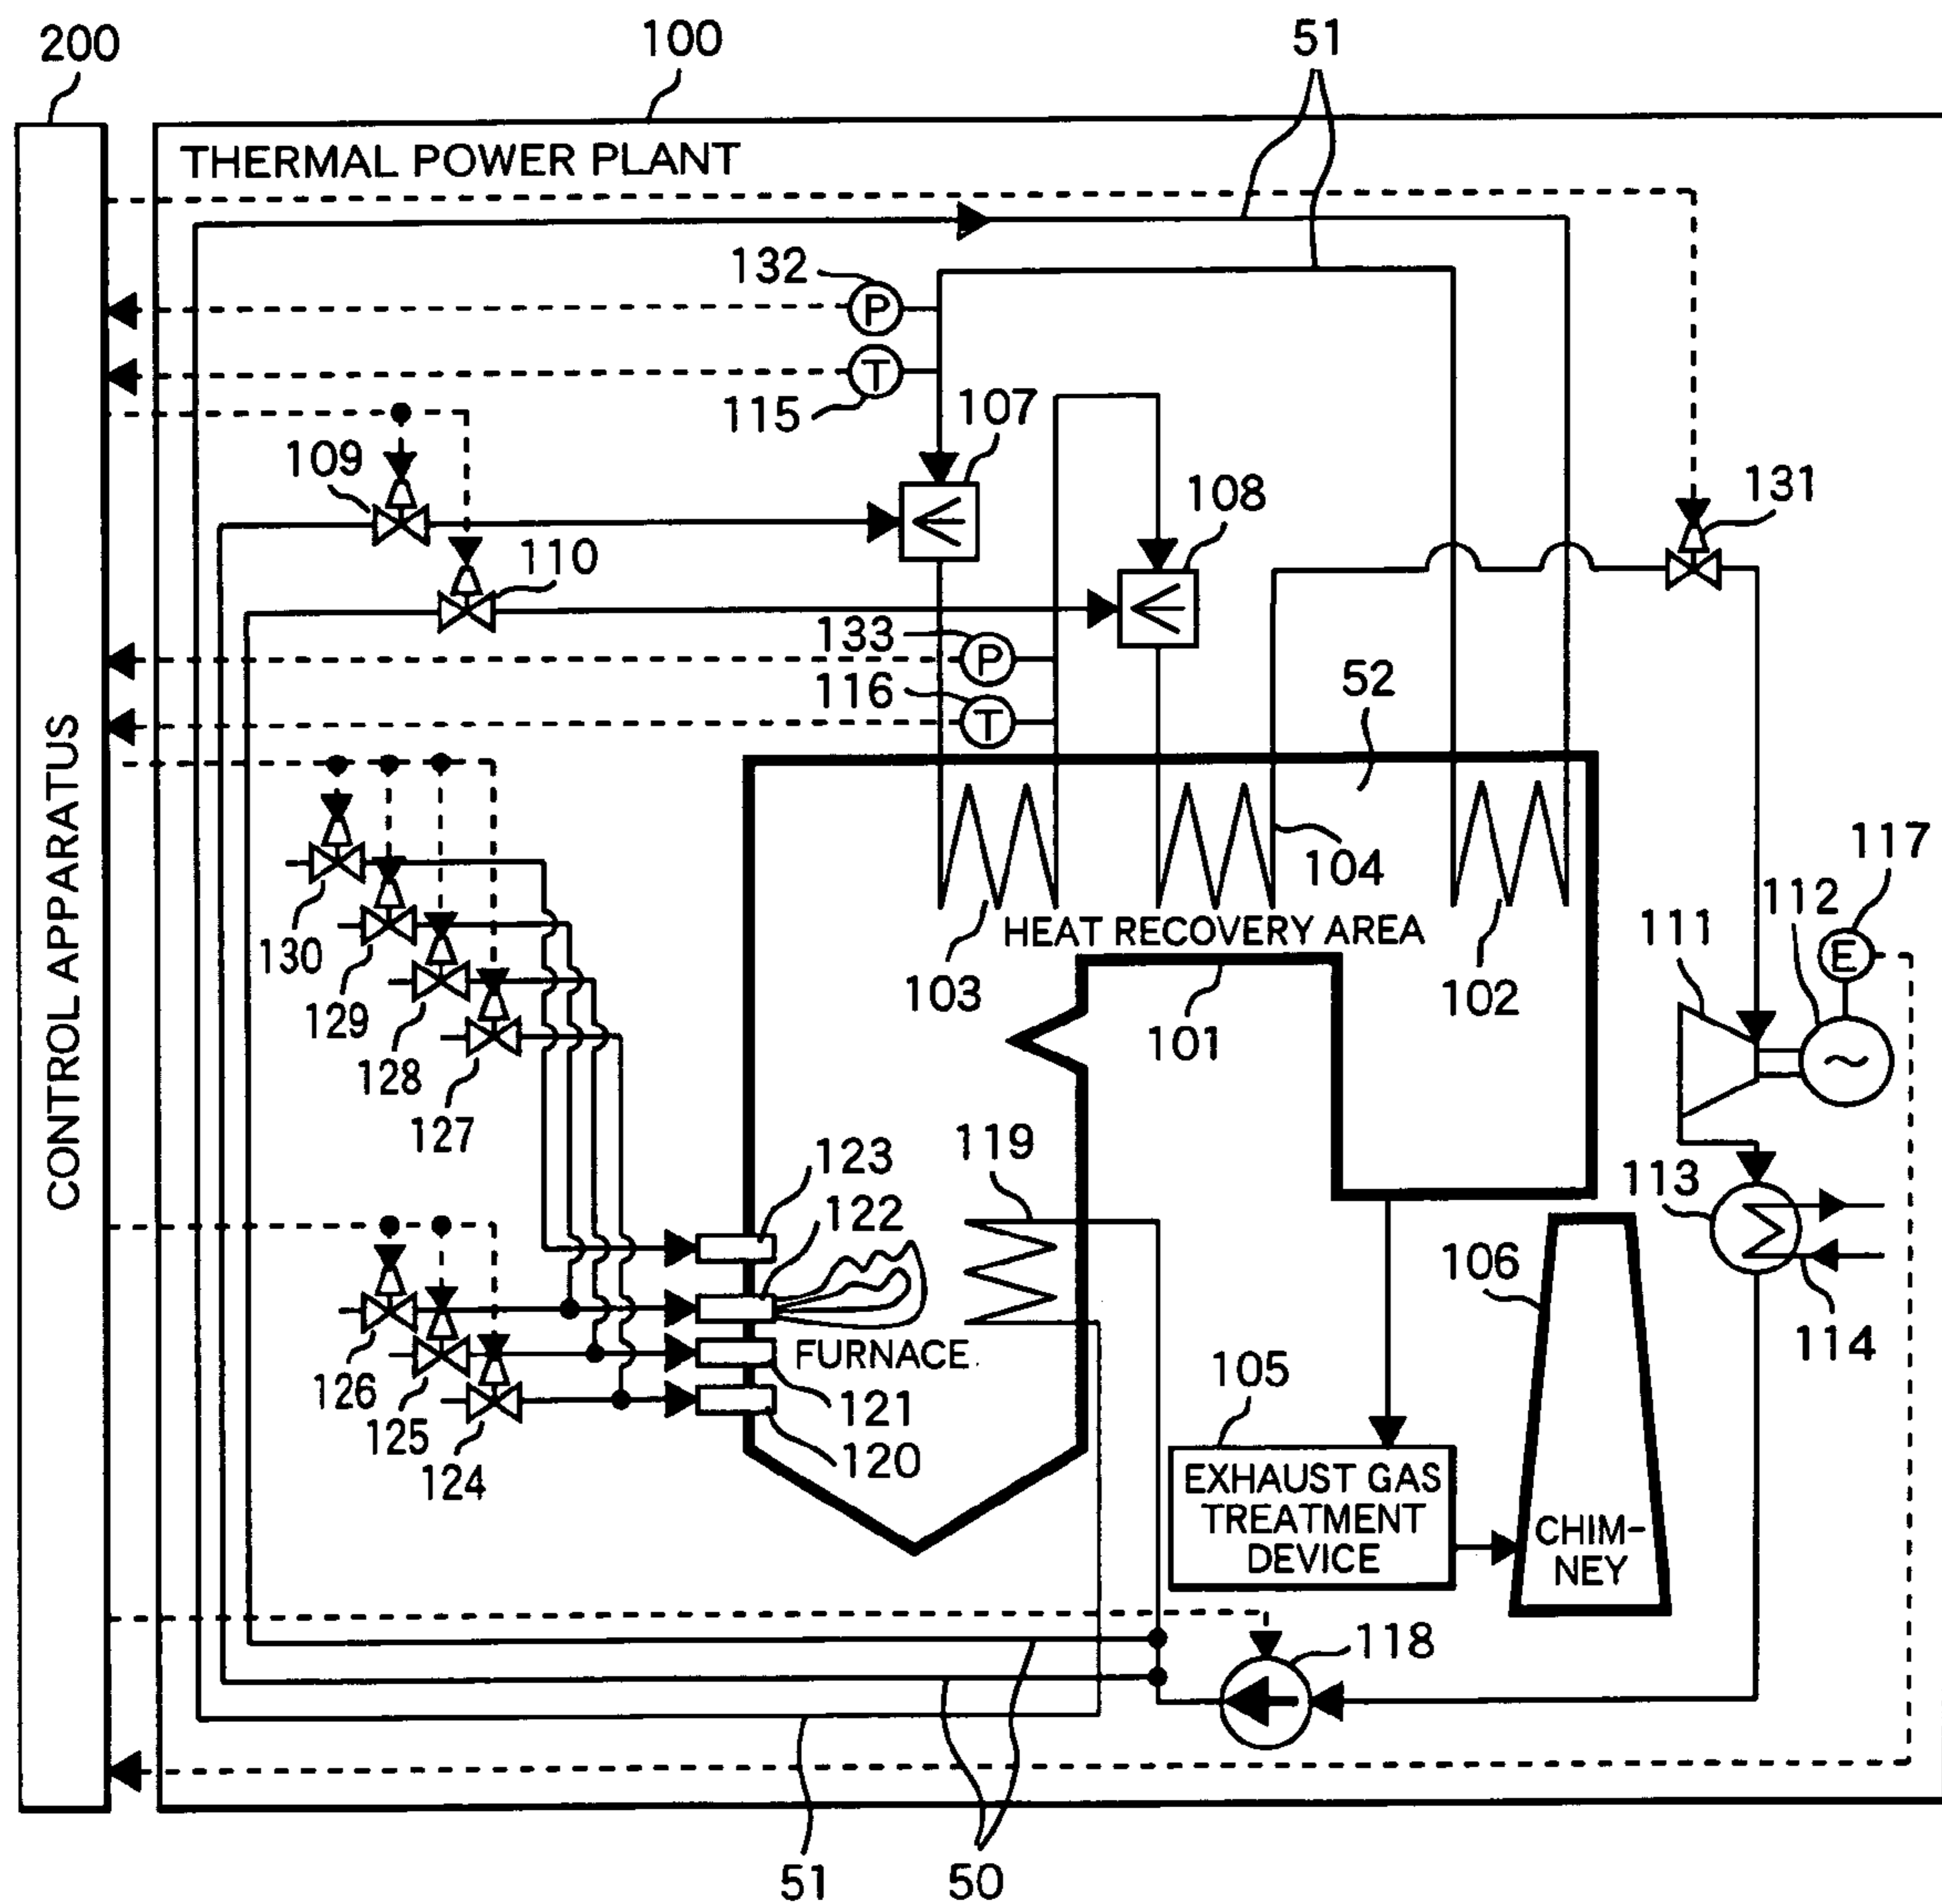 200
100
51
THERMAL POWER PLANT
132
P
T
115
107
109
108
131
110
133
P
116
T
52
CONTROL APPARATUS
104
117
112
130
HEAT RECOVERY AREA
111
E
129
103
102
128
101
127
123
119
122
113
106
126
FURNACE
105
114
125
121
124
120
EXHAUST GAS
TREATMENT
DEVICE
CHIM-
NEY
118
51
50